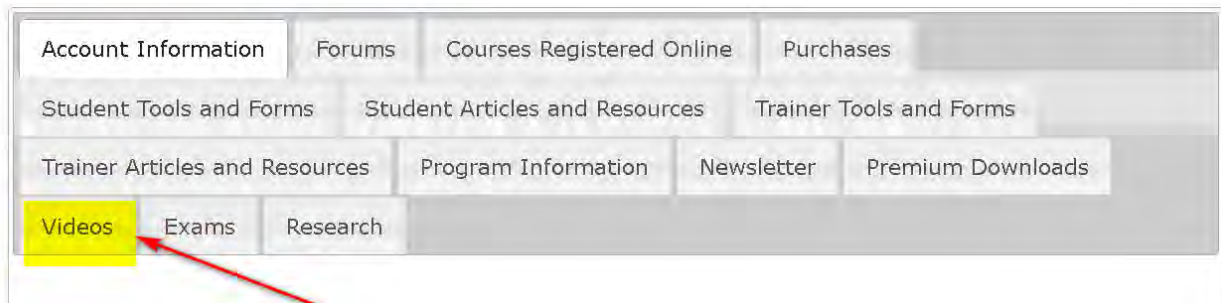 Account Information Forums Courses Registered Online Purchases
Student Tools and Forms Student Articles and Resources Trainer Tools and Forms
Trainer Articles and Resources Program Information Newsletter Premium Downloads
Videos Exams Research